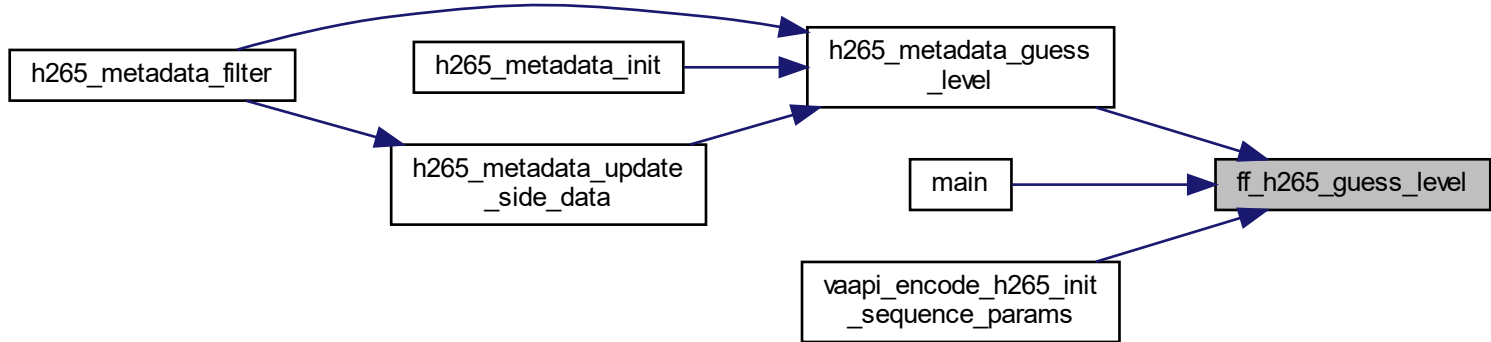 h265_metadata_filter
h265_metadata_init
h265_metadata_update
_side_data
h265_metadata_guess
_level
main
vaapi_encode_h265_init
_sequence_params
ff_h265_guess_level